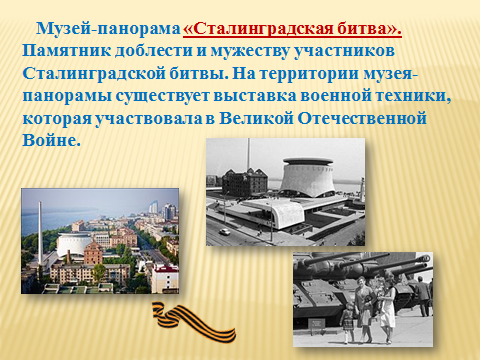 Музей-панорама «Сталинградская битва».
Памятник доблести и мужеству участников
Сталинградской битвы. На территории музея-
панорамы существует выставка военной техники,
которая участвовала в Великой Отечественной
Войне.